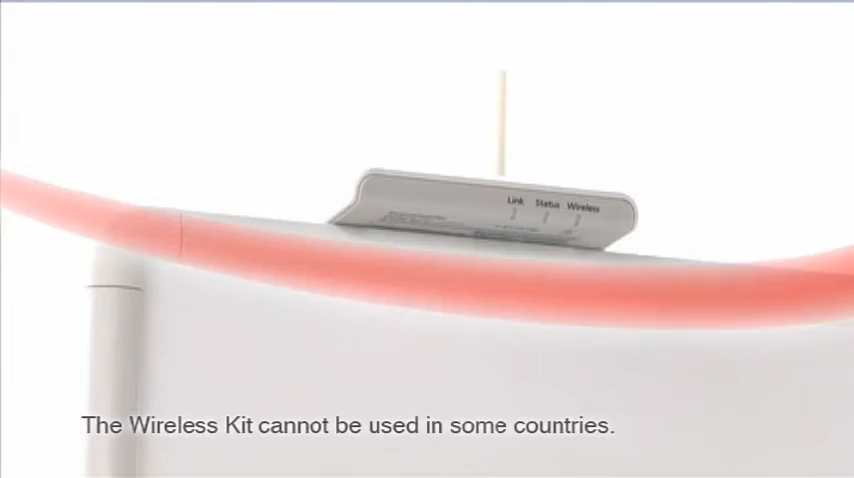 Link Status Wireless
The Wireless Kit cannot be used in some countries.